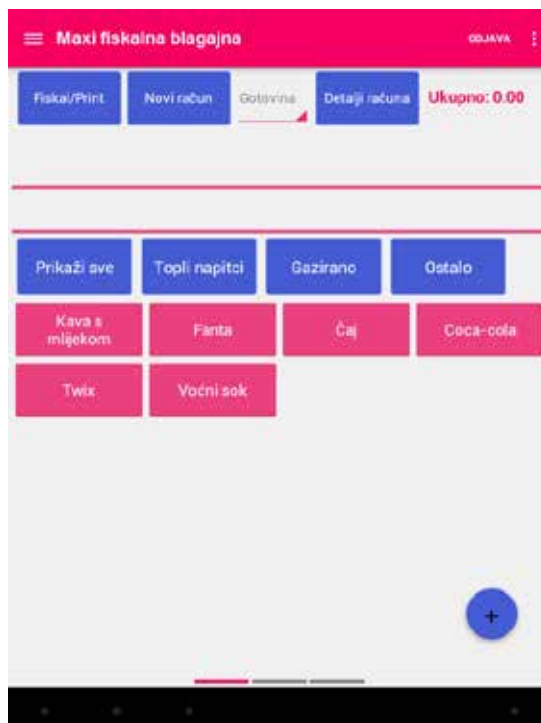 Maxi fiskalna blagajna
ODJAVA
Fiskal/Print
Novi račun
Gotovina
Detalji računa
Ukupno: 0.00
Prikaži sve
Topli napitci
Gazirano
Ostalo
Kava s
mlijekom
Fanta
Čaj
Coca-cola
Twix
Voćni sok
+